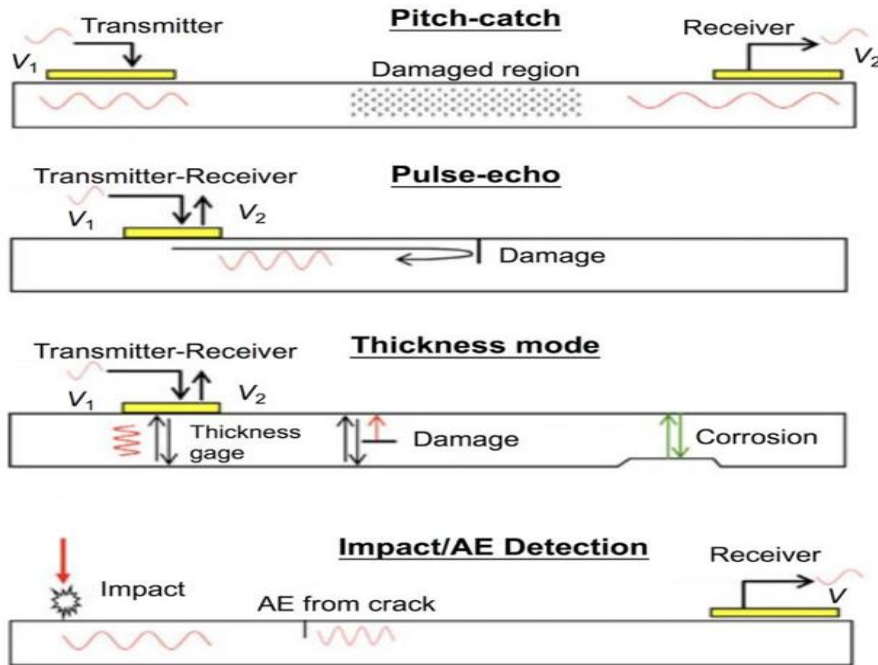 Pitch-catch
Transmitter
Receiver
V1
Damaged region
V2
Pulse-echo
Transmitter-Receiver
V1
V2
Damage
Thickness mode
Transmitter-Receiver
V1
V2
Thickness
gage
Damage
Corrosion
Impact/AE Detection
Receiver
Impact
AE from crack
V